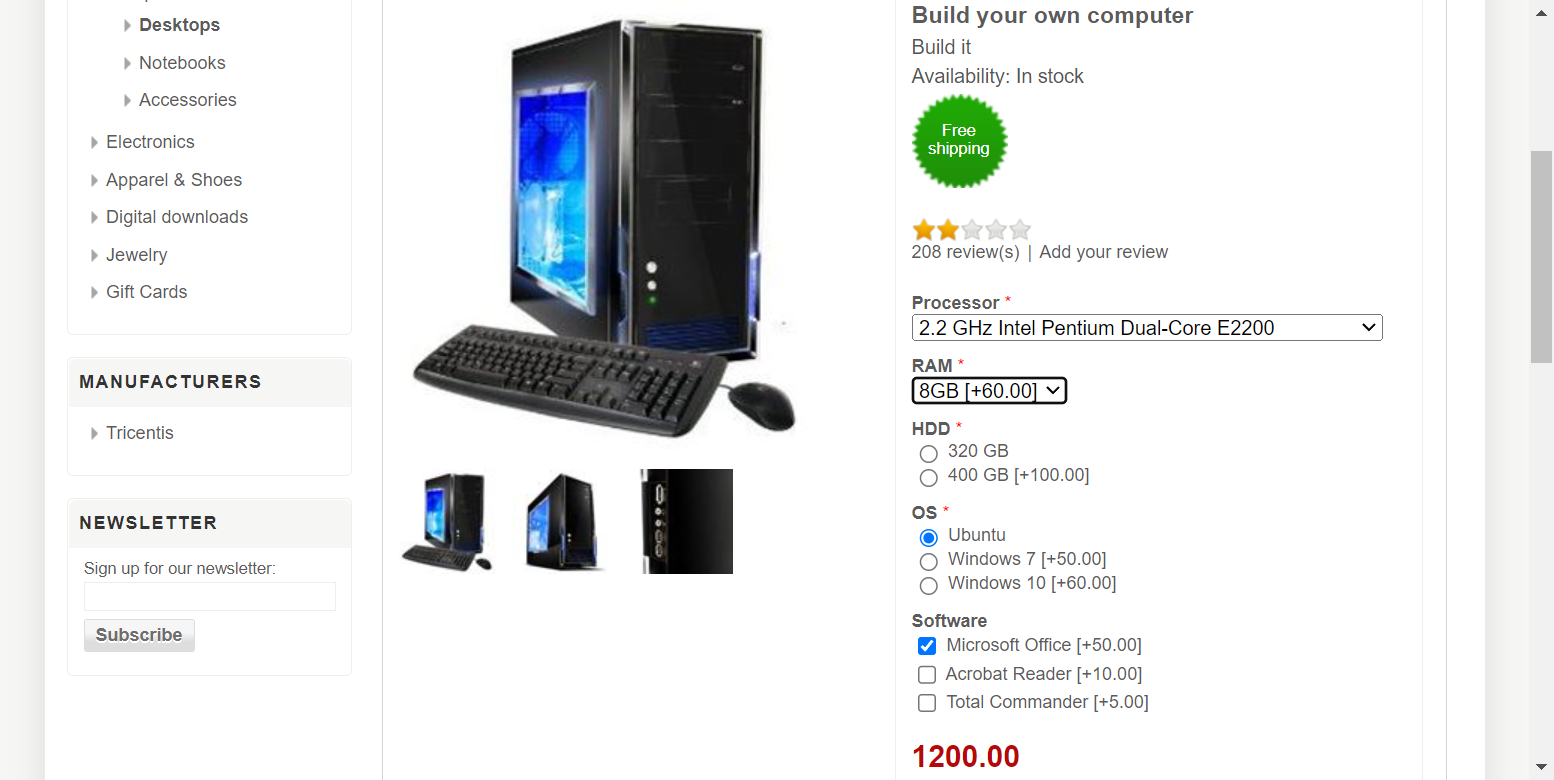 Desktops
Notebooks
Accessories
Electronics
Apparel & Shoes
Digital downloads
Jewelry
Gift Cards
MANUFACTURERS
Tricentis
NEWSLETTER
Sign up for our newsletter:
Subscribe
Build your own computer
Build it
Availability: In stock
Free
shipping
208 review(s) | Add your review
Processor *
2.2 GHz Intel Pentium Dual-Core E2200
RAM *
8GB [+60.00]
HDD *
320 GB
400 GB [+100.00]
OS *
Ubuntu
Windows 7 [+50.00]
Windows 10 [+60.00]
Software
Microsoft Office [+50.00]
Acrobat Reader [+10.00]
Total Commander [+5.00]
1200.00